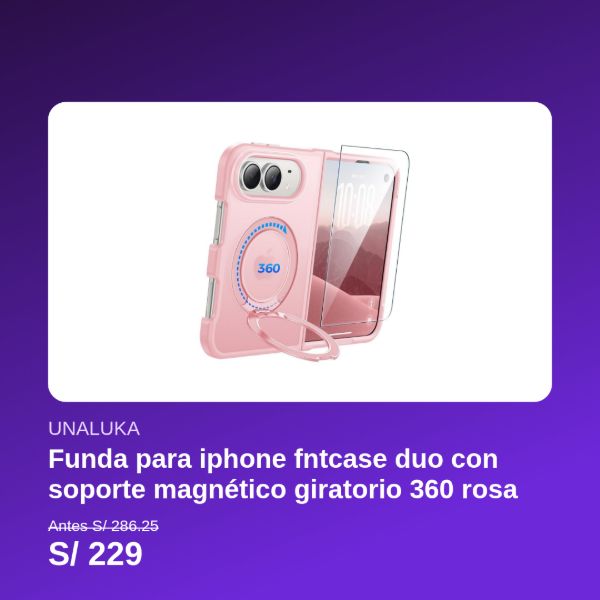 10:09
360
UNALUKA
Funda para iphone fntcase duo con
soporte magnético giratorio 360 rosa
Antes S/ 286.25
S/ 229